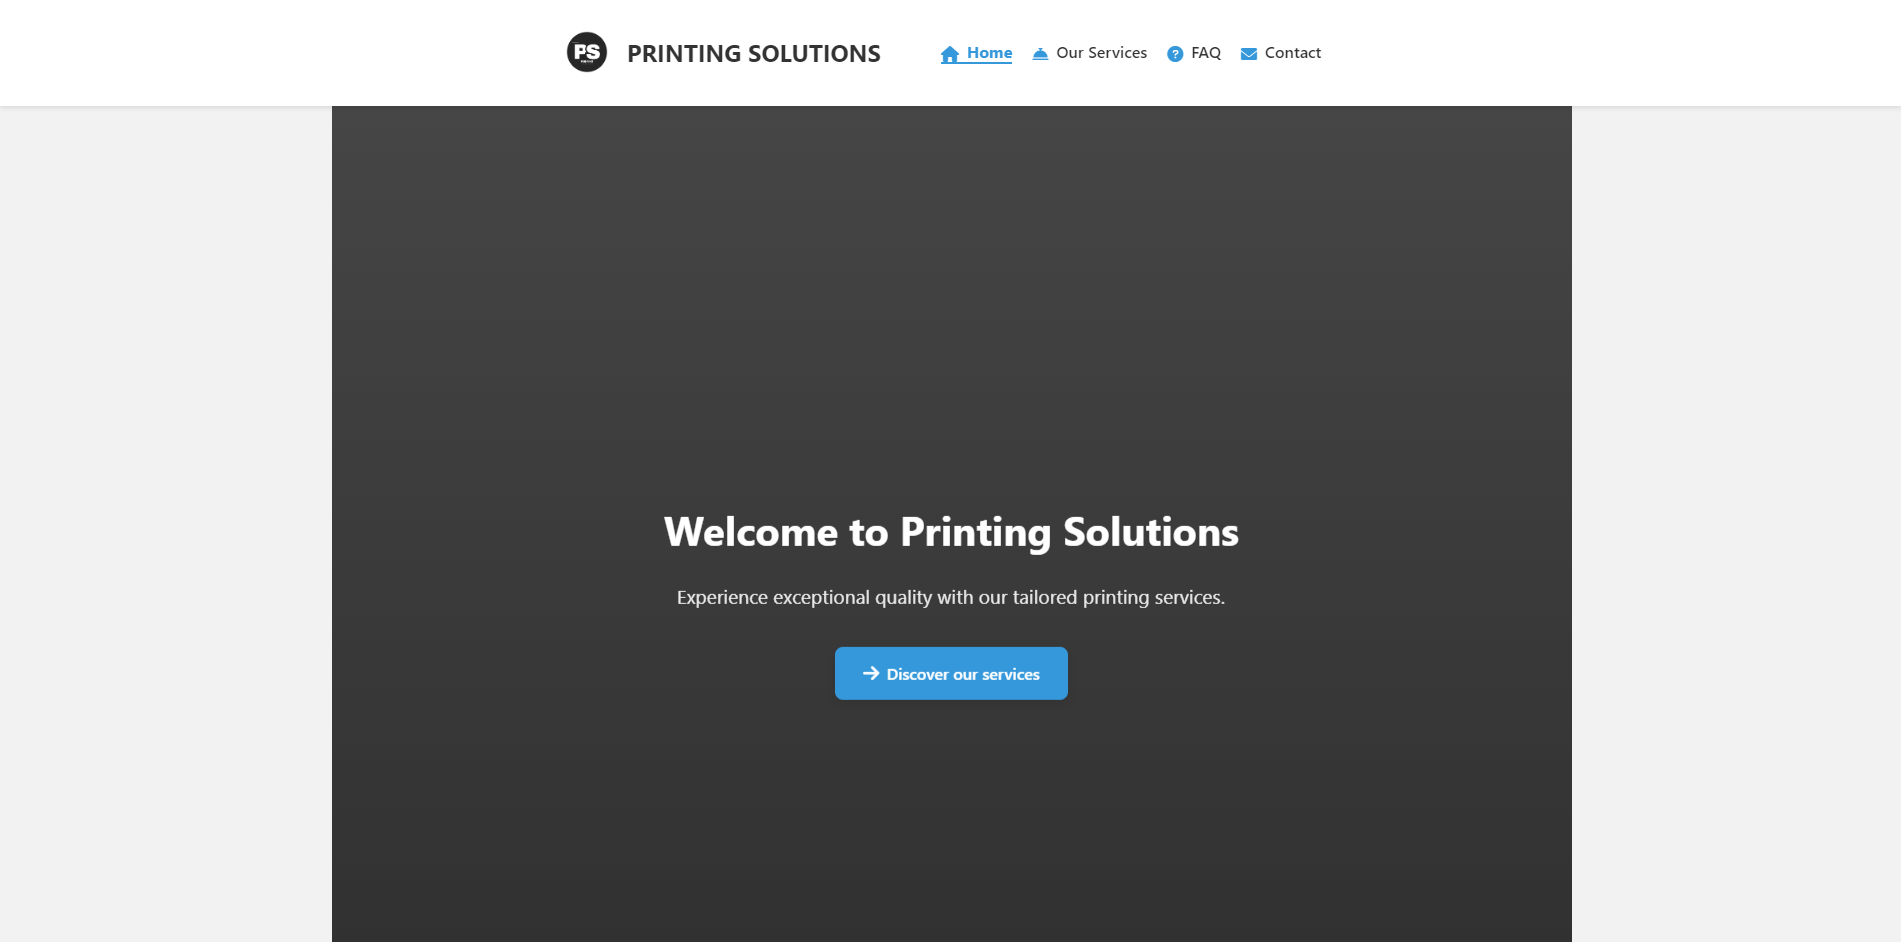 PS
PRINTING SOLUTIONS
Home
Our Services
FAQ
Contact
Welcome to Printing Solutions
Experience exceptional quality with our tailored printing services.
Discover our services